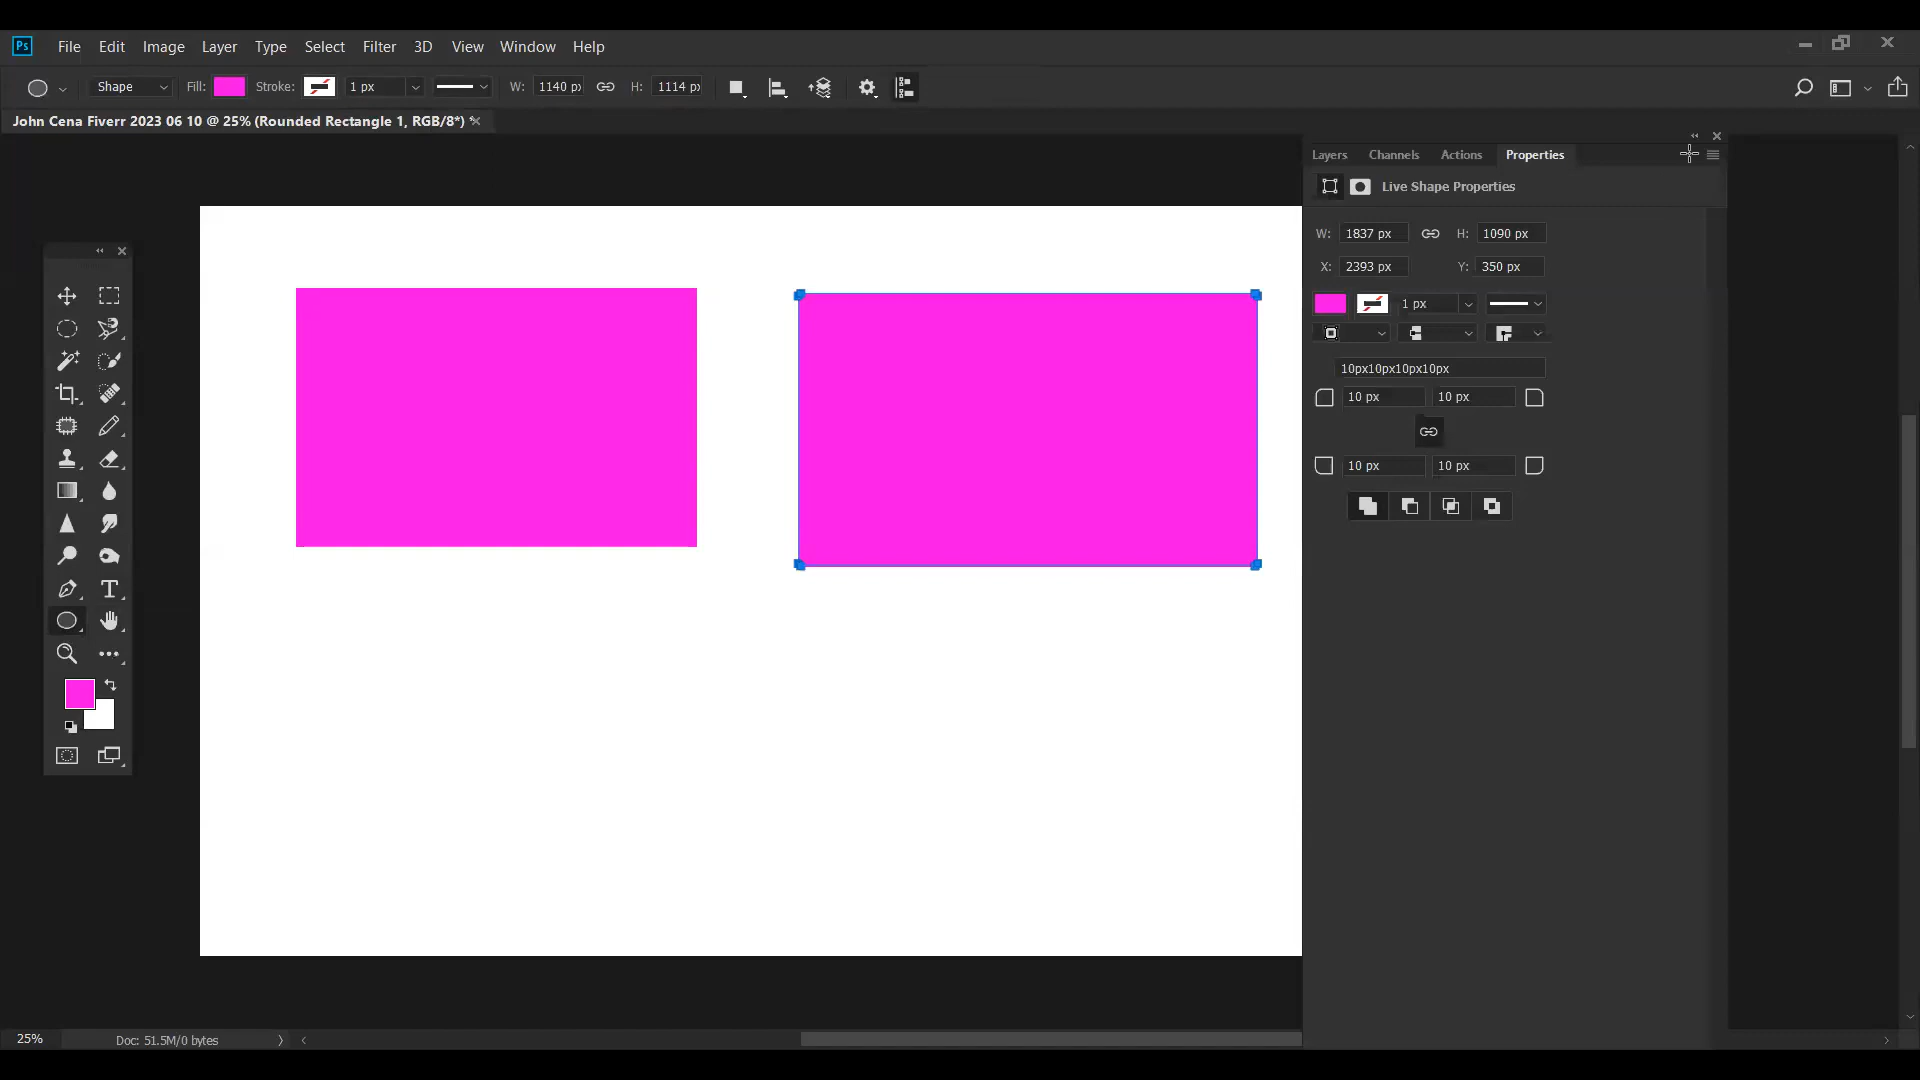 Ps File Edit Image Layer Type Select Filter 3D View Window Help
Shape Fill: Stroke: 1 px W: 1140 px H: 1114 px
John Cena Fiverr 2023 06 10 @ 25% (Rounded Rectangle 1, RGB/8*) *
Layers Channels Actions Properties
Live Shape Properties
W: 1837 px H: 1090 px
X: 2393 px Y: 350 px
1 px
10px10px10px10px
10 px 10 px
10 px 10 px
T
25% Doc: 51.5M/0 bytes